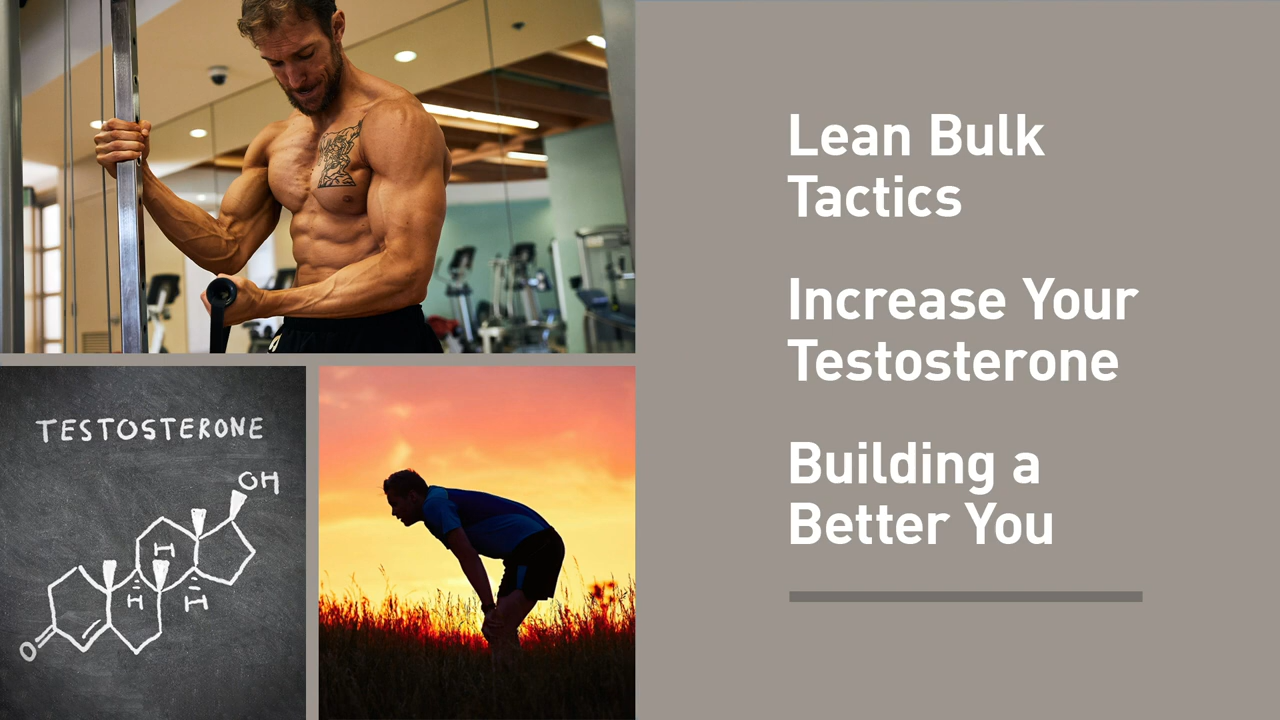 Lean Bulk
Tactics
Increase Your
Testosterone
Building a
Better You
TESTOSTERONE
OH
H
H
H
O